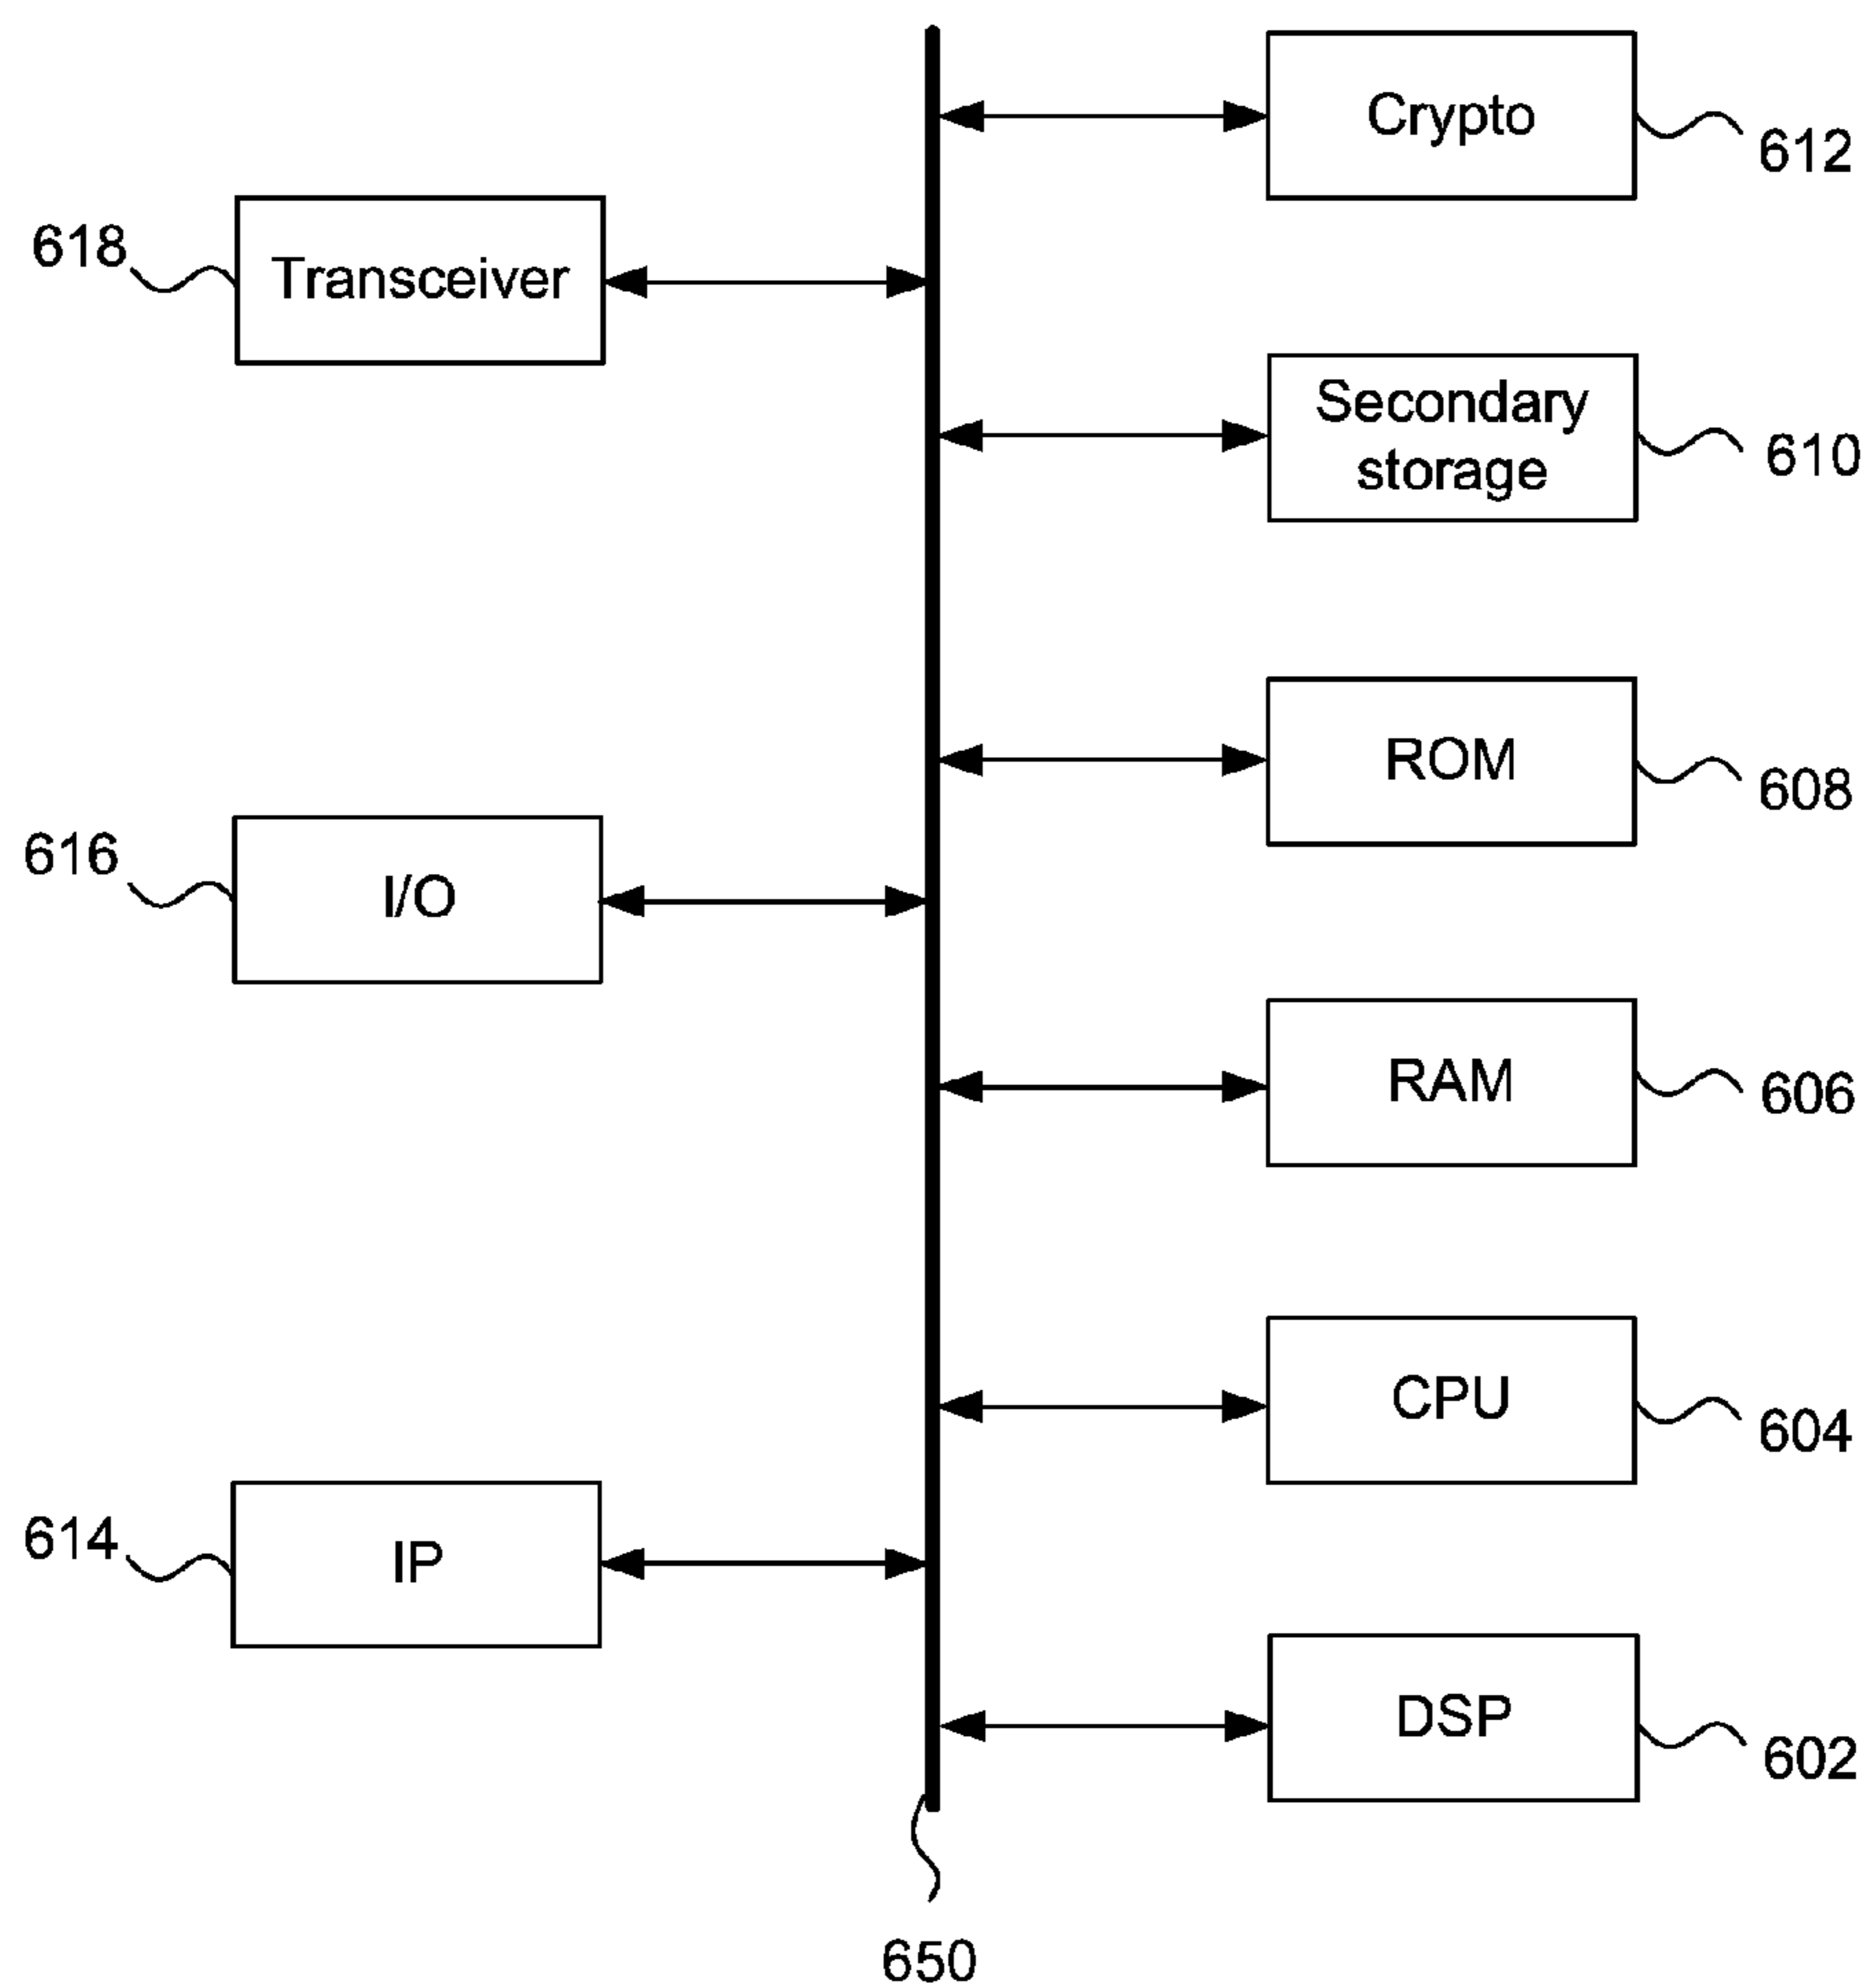 Crypto
612
618
Transceiver
Secondary
storage
610
ROM
608
616
I/O
RAM
606
CPU
604
614
IP
DSP
602
650